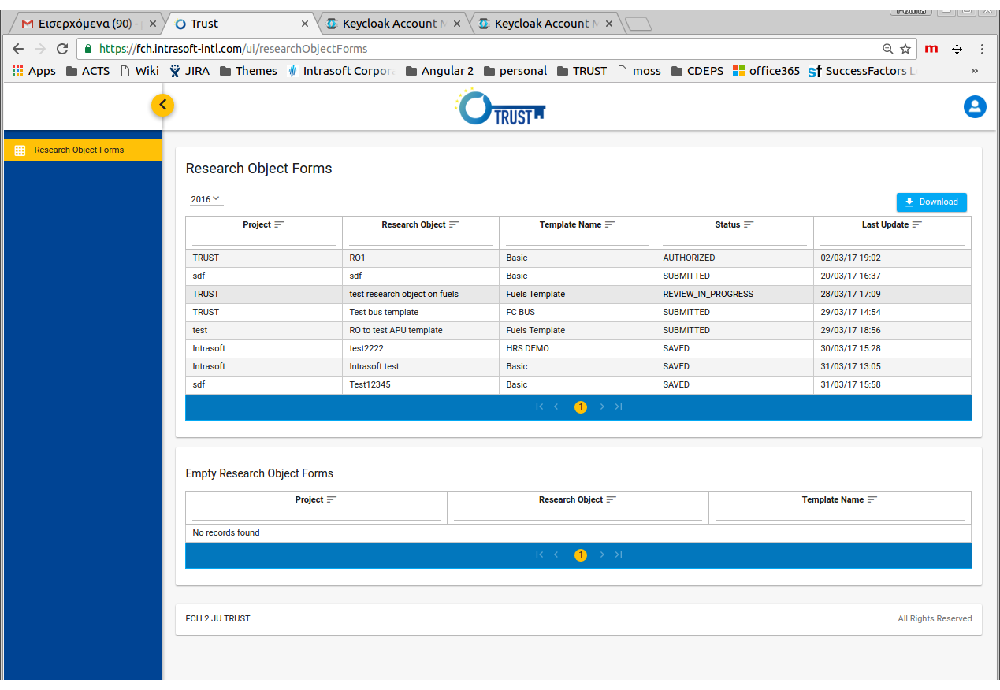 Εισερχόμενα (90) - Trust Keycloak Account M Keycloak Account M
https://fch.intrasoft-intl.com/ui/researchObjectForms m
Apps ACTS Wiki JIRA Themes Intrasoft Corpor Angular 2 personal TRUST moss CDEPS office365 SuccessFactors L »
TRUST
Research Object Forms
Research Object Forms
2016 Download
Project Research Object Template Name Status Last Update
TRUST RO1 Basic AUTHORIZED 02/03/17 19:02
sdf sdf Basic SUBMITTED 20/03/17 16:37
TRUST test research object on fuels Fuels Template REVIEW_IN_PROGRESS 28/03/17 17:09
TRUST Test bus template FC BUS SUBMITTED 29/03/17 14:54
test RO to test APU template Fuels Template SUBMITTED 29/03/17 18:56
Intrasoft test2222 HRS DEMO SAVED 30/03/17 15:28
Intrasoft Intrasoft test Basic SAVED 31/03/17 13:05
sdf Test12345 Basic SAVED 31/03/17 15:58
1
Empty Research Object Forms
Project Research Object Template Name
No records found
1
FCH 2 JU TRUST All Rights Reserved